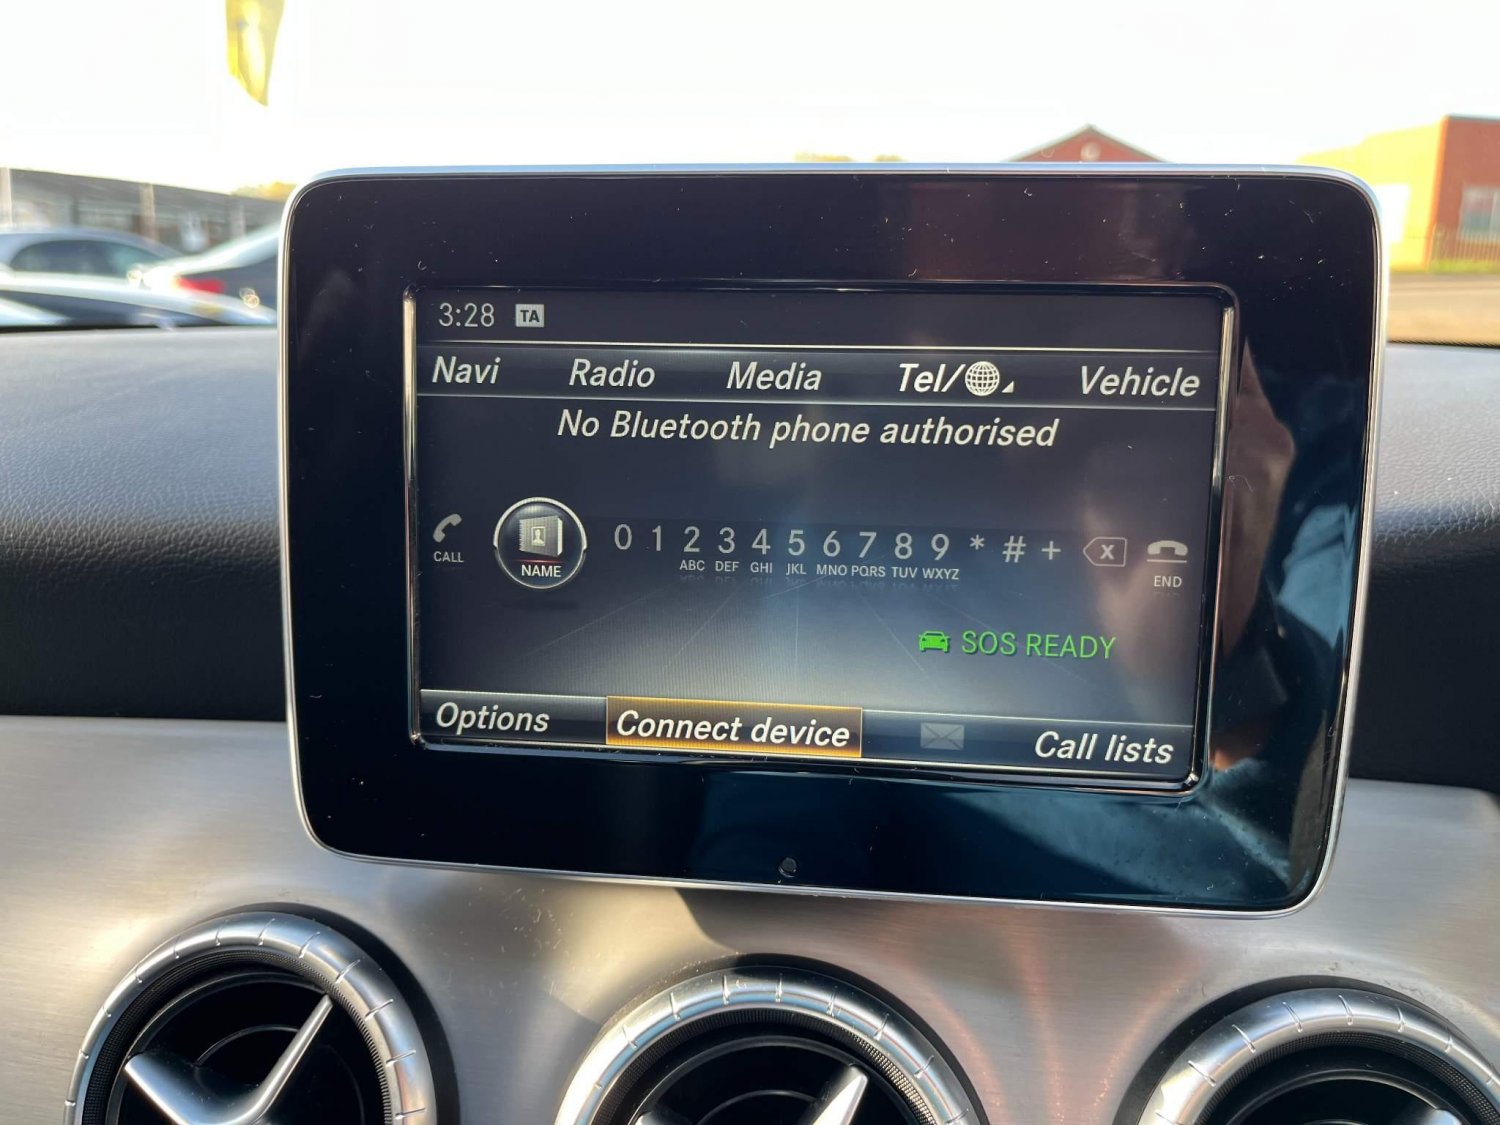 3:28 TA
Navi Radio Media Tel/ Vehicle
No Bluetooth phone authorised
CALL NAME 0 1 2 3 4 5 6 7 8 9 * # + X END
ABC DEF GHI JKL MNO PQRS TUV WXYZ
SOS READY
Options Connect device Call lists